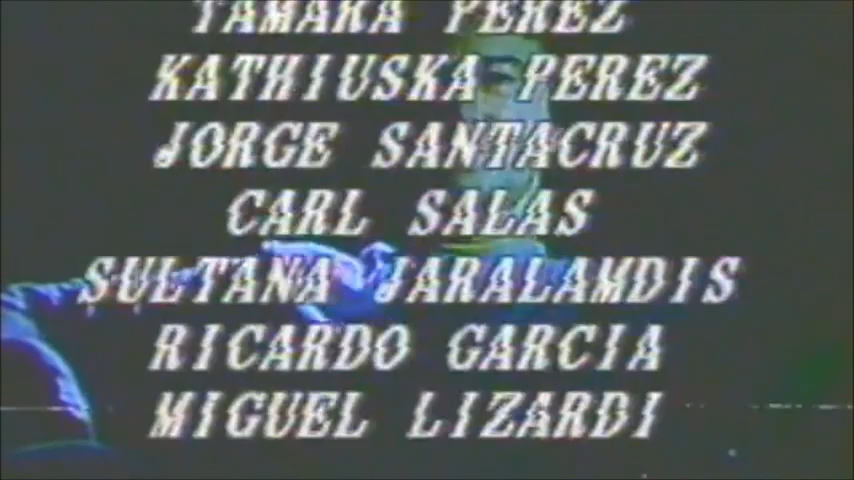 TAMARA PEREZ
KATHIUSKA PEREZ
JORGE SANTACRUZ
CARL SALAS
SULTANA JARALAMDIS
RICARDO GARCIA
MIGUEL LIZARDI